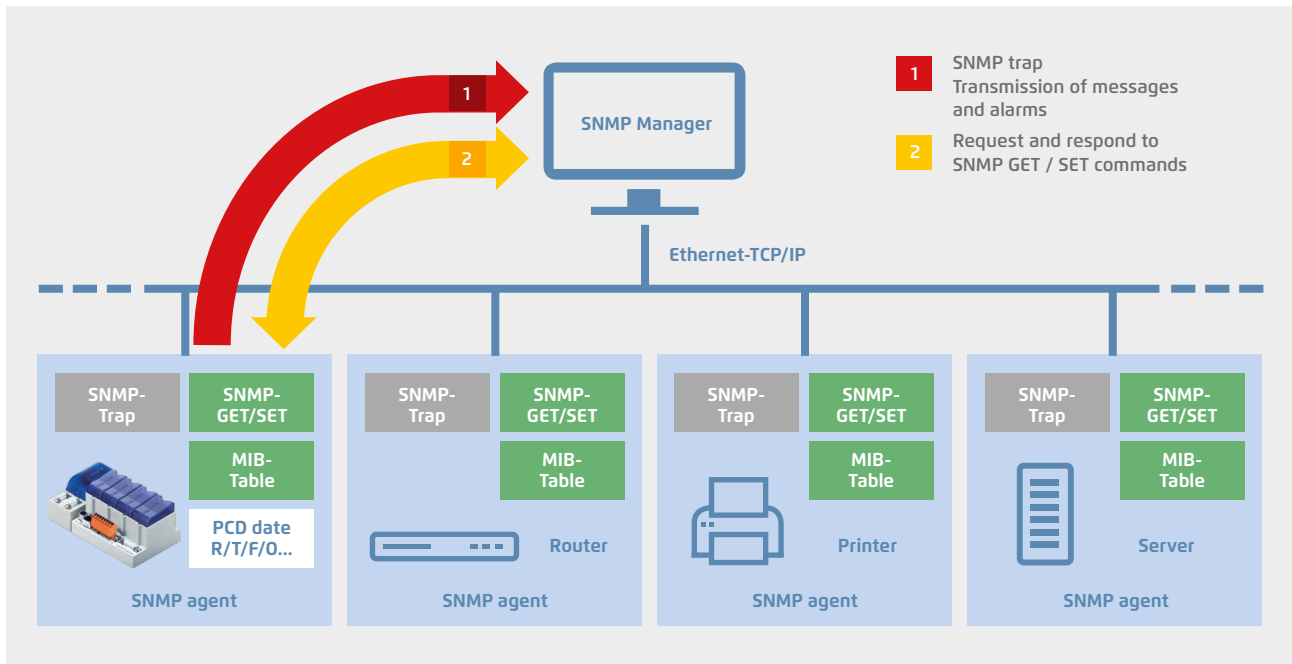 1
SNMP trap
Transmission of messages
and alarms
2
Request and respond to
SNMP GET / SET commands
1
2
SNMP Manager
Ethernet-TCP/IP
SNMP-
Trap
SNMP-
GET/SET
MIB-
Table
PCD date
R/T/F/O...
SNMP agent
SNMP-
Trap
SNMP-
GET/SET
MIB-
Table
Router
SNMP agent
SNMP-
Trap
SNMP-
GET/SET
MIB-
Table
Printer
SNMP agent
SNMP-
Trap
SNMP-
GET/SET
MIB-
Table
Server
SNMP agent